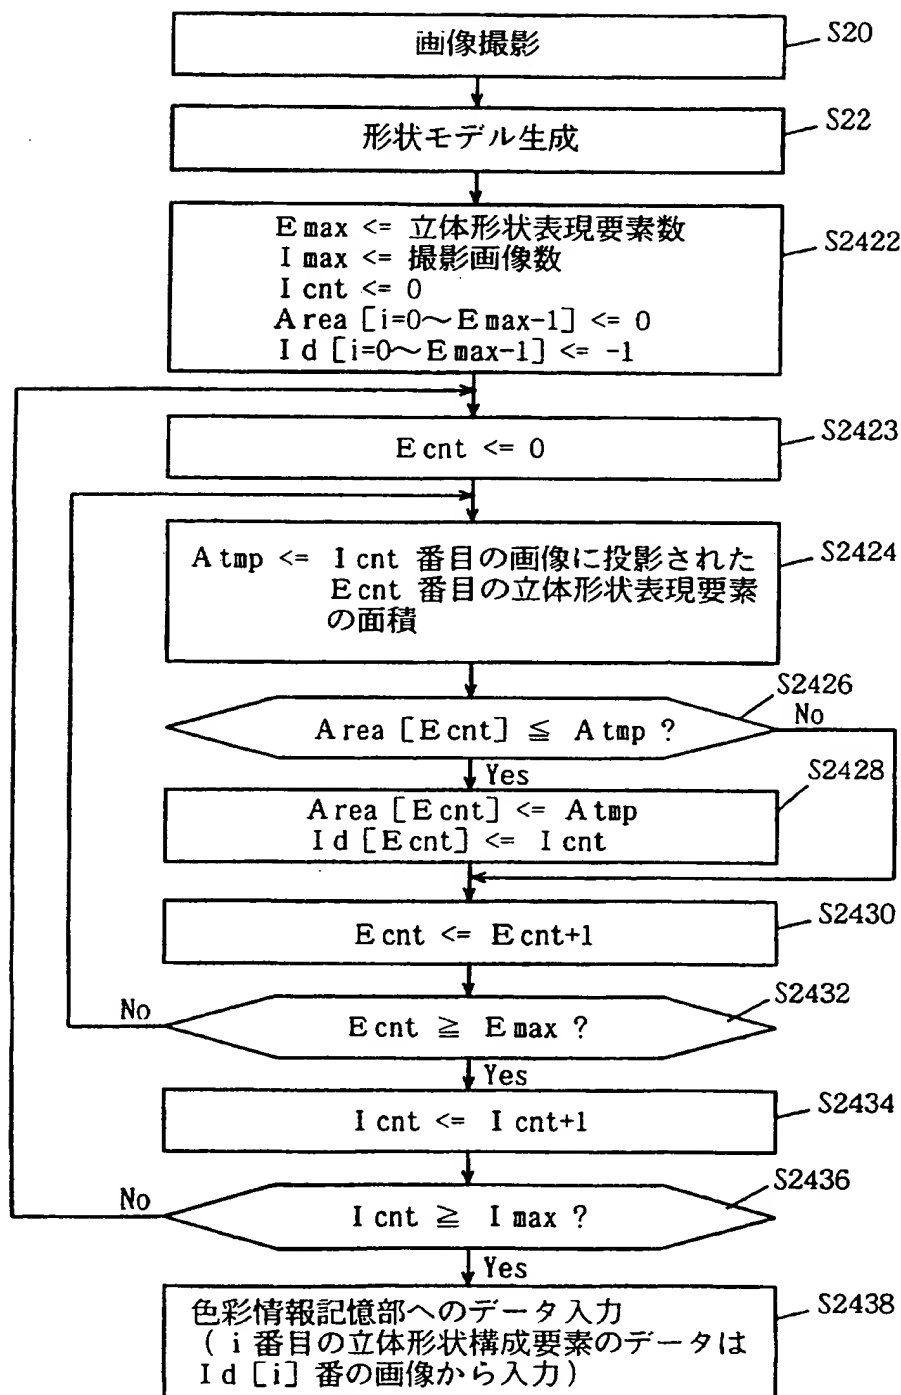 画像撮影
S20
形状モデル生成
S22
Emax <= 立体形状表現要素数
Imax <= 撮影画像数
Icnt <= 0
Area [i=0~Emax-1] <= 0
Id [i=0~Emax-1] <= -1
S2422
Ecnt <= 0
S2423
Atmp <= Icnt 番目の画像に投影された
Ecnt 番目の立体形状表現要素
の面積
S2424
S2426
Area [Ecnt] ≦ Atmp ?
No
Yes
S2428
Area [Ecnt] <= Atmp
Id [Ecnt] <= Icnt
S2430
Ecnt <= Ecnt+1
S2432
No
Ecnt ≧ Emax ?
Yes
S2434
Icnt <= Icnt+1
S2436
No
Icnt ≧ Imax ?
Yes
S2438
色彩情報記憶部へのデータ入力
(i番目の立体形状構成要素のデータは
Id [i] 番の画像から入力)